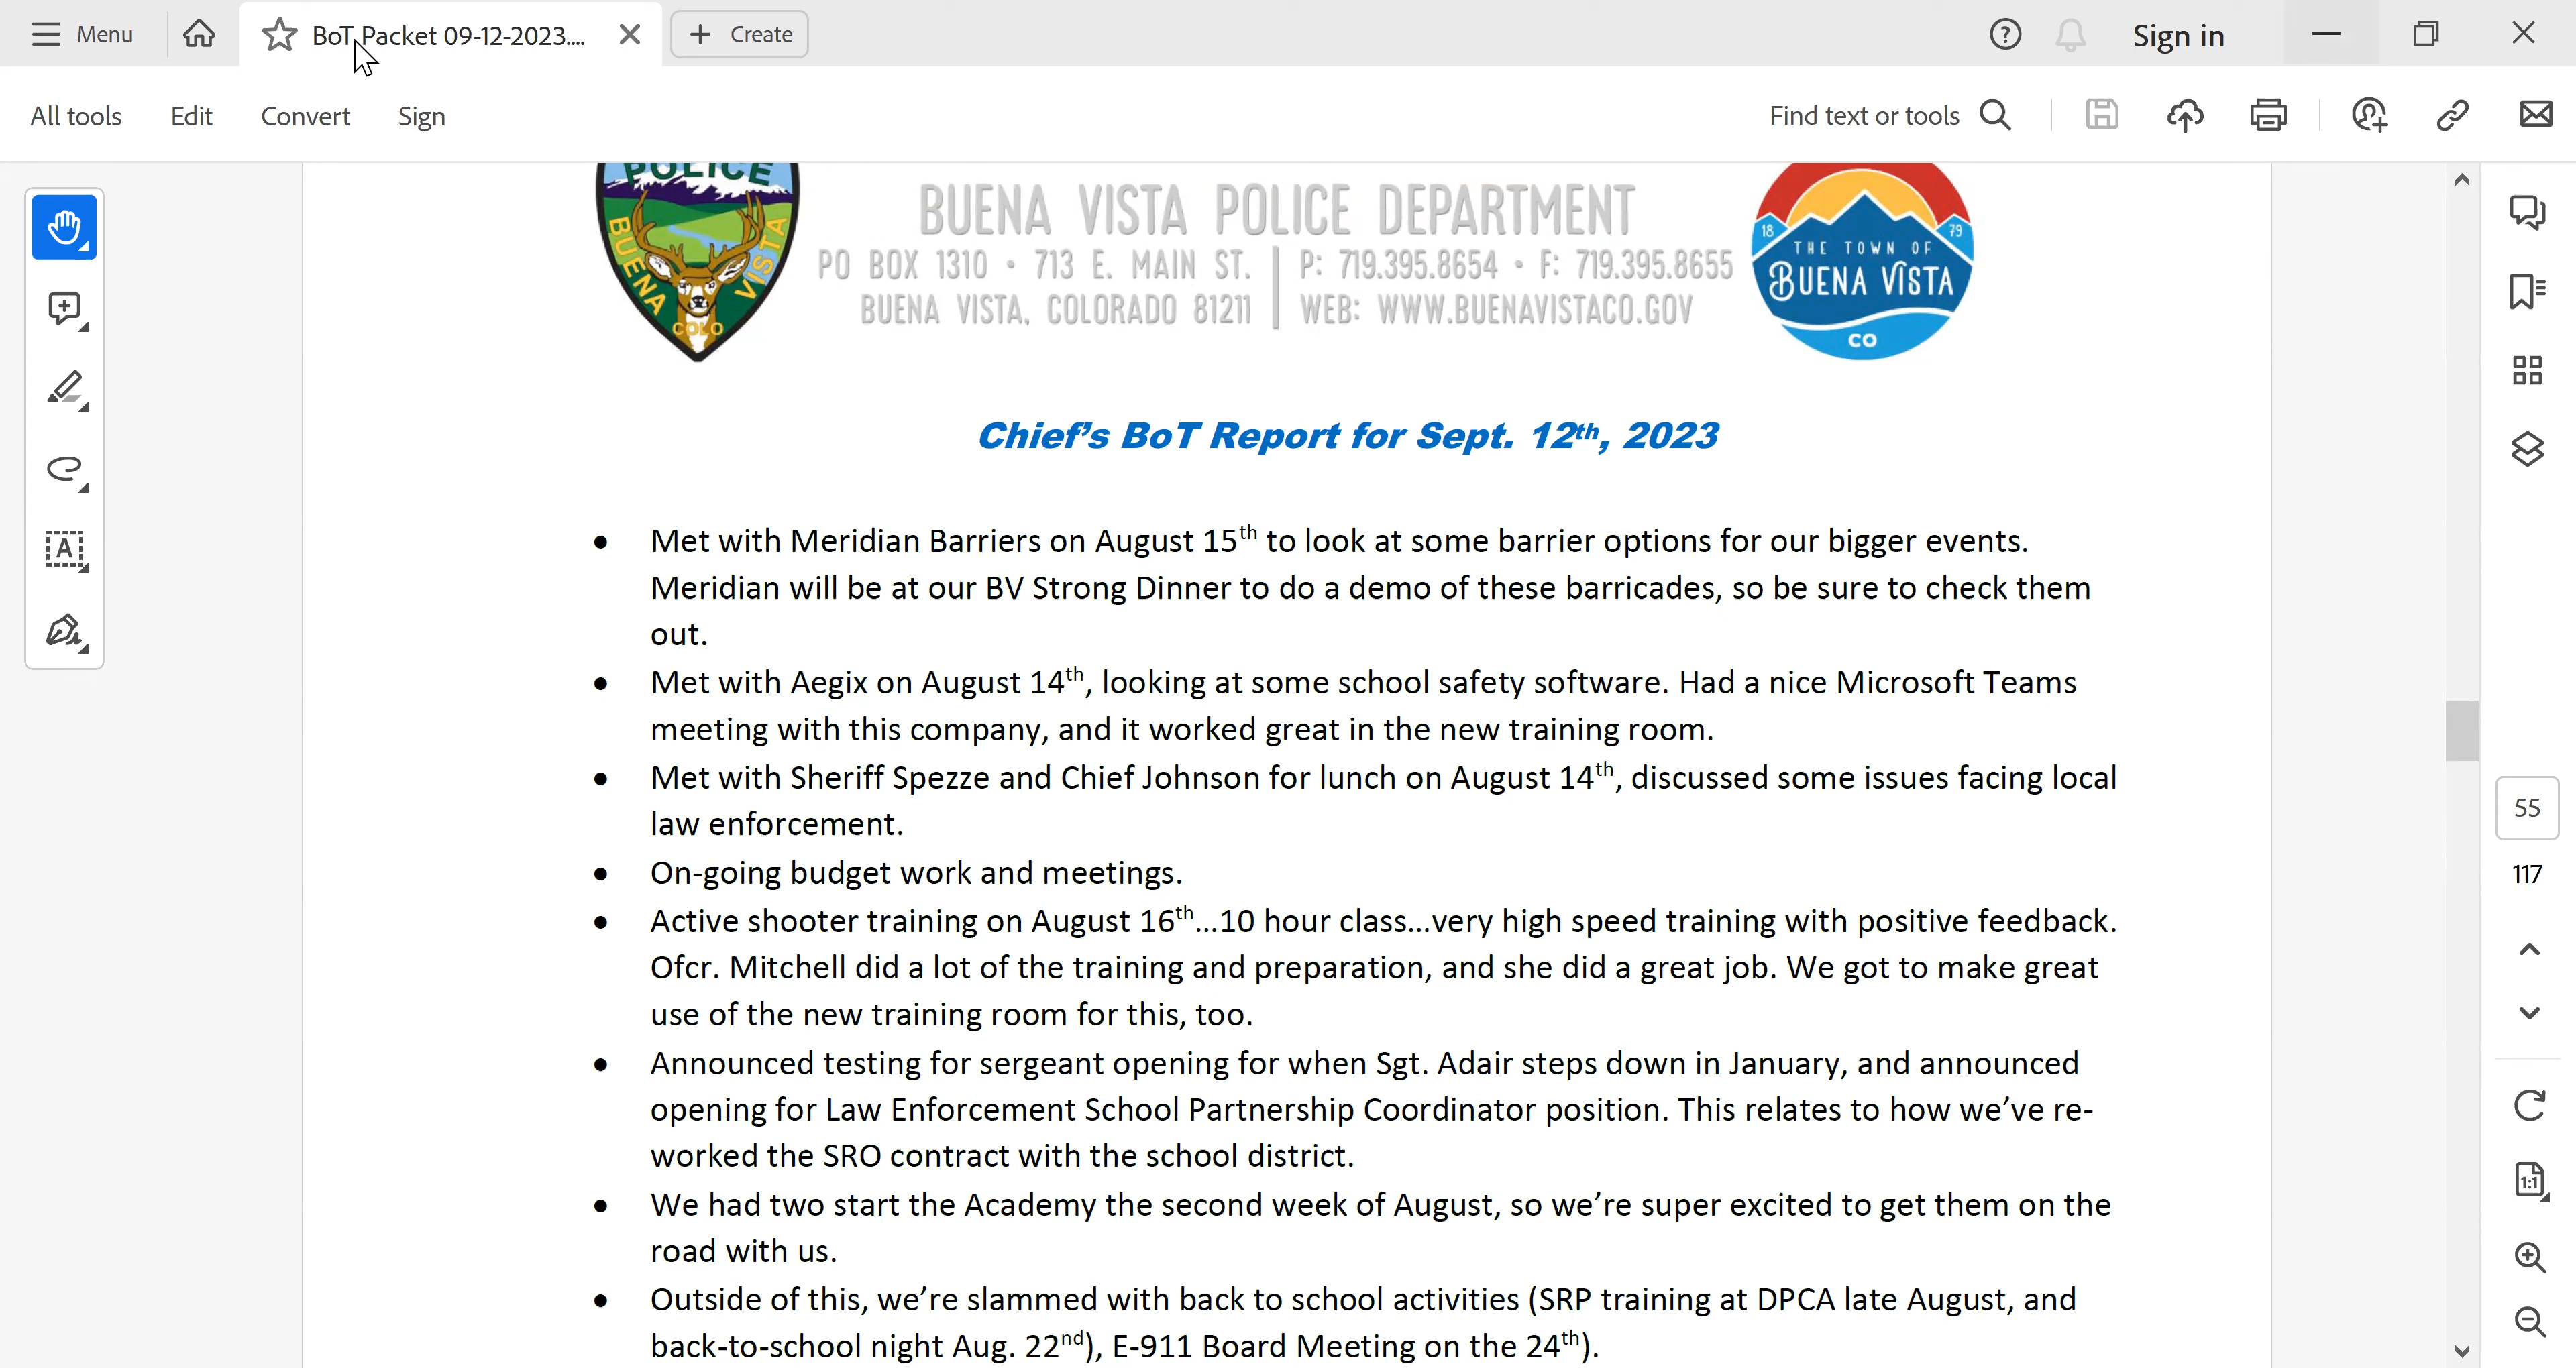 Menu
BoT Packet 09-12-2023....
Create
Sign in
All tools
Edit
Convert
Sign
Find text or tools
POLICE
BUENA VISTA
COLO
BUENA VISTA POLICE DEPARTMENT
PO BOX 1310 • 713 E. MAIN ST. | P: 719.395.8654 • F: 719.395.8655
BUENA VISTA, COLORADO 81211 | WEB: WWW.BUENAVISTACO.GOV
18 79
THE TOWN OF
BUENA VISTA
CO
Chief's BoT Report for Sept. 12th, 2023
• Met with Meridian Barriers on August 15th to look at some barrier options for our bigger events.
Meridian will be at our BV Strong Dinner to do a demo of these barricades, so be sure to check them
out.
• Met with Aegix on August 14th, looking at some school safety software. Had a nice Microsoft Teams
meeting with this company, and it worked great in the new training room.
• Met with Sheriff Spezze and Chief Johnson for lunch on August 14th, discussed some issues facing local
law enforcement.
• On-going budget work and meetings.
• Active shooter training on August 16th...10 hour class...very high speed training with positive feedback.
Ofcr. Mitchell did a lot of the training and preparation, and she did a great job. We got to make great
use of the new training room for this, too.
• Announced testing for sergeant opening for when Sgt. Adair steps down in January, and announced
opening for Law Enforcement School Partnership Coordinator position. This relates to how we've re-
worked the SRO contract with the school district.
• We had two start the Academy the second week of August, so we're super excited to get them on the
road with us.
• Outside of this, we're slammed with back to school activities (SRP training at DPCA late August, and
back-to-school night Aug. 22nd), E-911 Board Meeting on the 24th).
55
117
1:1